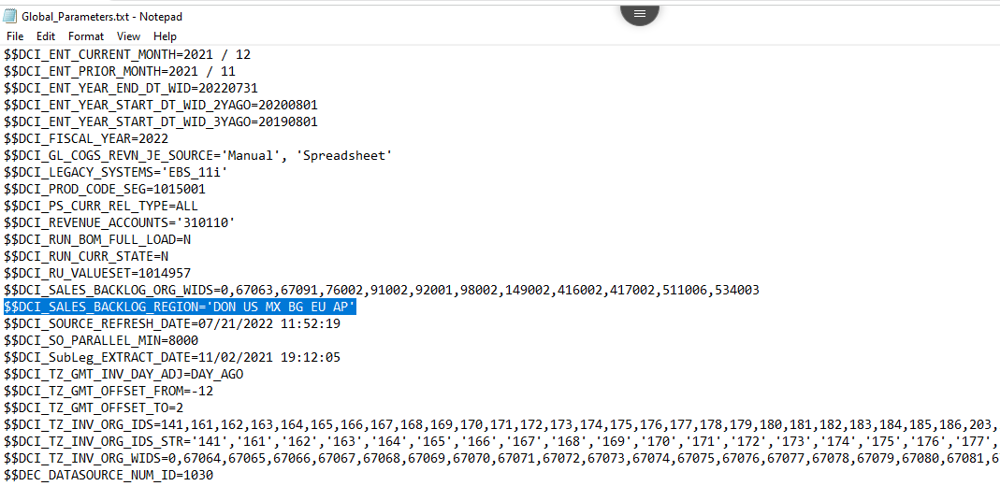 Global_Parameters.txt - Notepad
File Edit Format View Help
$$DCI_ENT_CURRENT_MONTH=2021 / 12
$$DCI_ENT_PRIOR_MONTH=2021 / 11
$$DCI_ENT_YEAR_END_DT_WID=20220731
$$DCI_ENT_YEAR_START_DT_WID_2YAGO=20200801
$$DCI_ENT_YEAR_START_DT_WID_3YAGO=20190801
$$DCI_FISCAL_YEAR=2022
$$DCI_GL_COGS_REVN_JE_SOURCE='Manual', 'Spreadsheet'
$$DCI_LEGACY_SYSTEMS='EBS_11i'
$$DCI_PROD_CODE_SEG=1015001
$$DCI_PS_CURR_REL_TYPE=ALL
$$DCI_REVENUE_ACCOUNTS='310110'
$$DCI_RUN_BOM_FULL_LOAD=N
$$DCI_RUN_CURR_STATE=N
$$DCI_RU_VALUESET=1014957
$$DCI_SALES_BACKLOG_ORG_WIDS=0,67063,67091,76002,91002,92001,98002,149002,416002,417002,511006,534003
$$DCI_SALES_BACKLOG_REGION='DON US MX BG EU AP'
$$DCI_SOURCE_REFRESH_DATE=07/21/2022 11:52:19
$$DCI_SO_PARALLEL_MIN=8000
$$DCI_SubLeg_EXTRACT_DATE=11/02/2021 19:12:05
$$DCI_TZ_GMT_INV_DAY_ADJ=DAY_AGO
$$DCI_TZ_GMT_OFFSET_FROM=-12
$$DCI_TZ_GMT_OFFSET_TO=2
$$DCI_TZ_INV_ORG_IDS=141,161,162,163,164,165,166,167,168,169,170,171,172,173,174,175,176,177,178,179,180,181,182,183,184,185,186,203,
$$DCI_TZ_INV_ORG_IDS_STR='141','161','162','163','164','165','166','167','168','169','170','171','172','173','174','175','176','177',
$$DCI_TZ_INV_ORG_WIDS=0,67064,67065,67066,67067,67068,67069,67070,67071,67072,67073,67074,67075,67076,67077,67078,67079,67080,67081,6
$$DEC_DATASOURCE_NUM_ID=1030